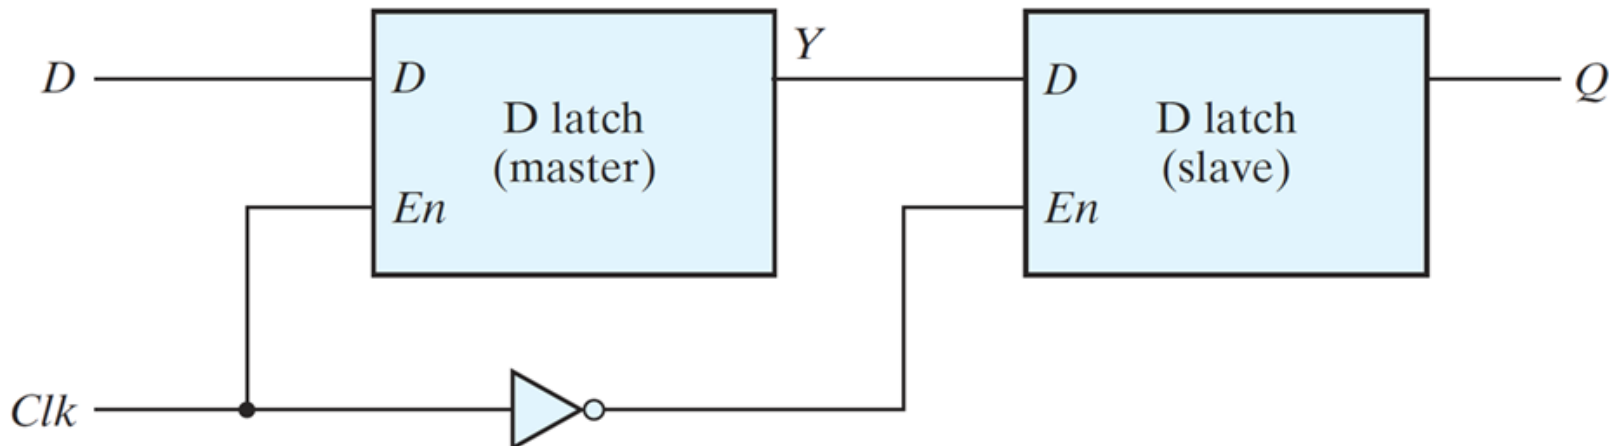 D
D
D latch
(master)
En
Y
D
D latch
(slave)
En
Q
Clk